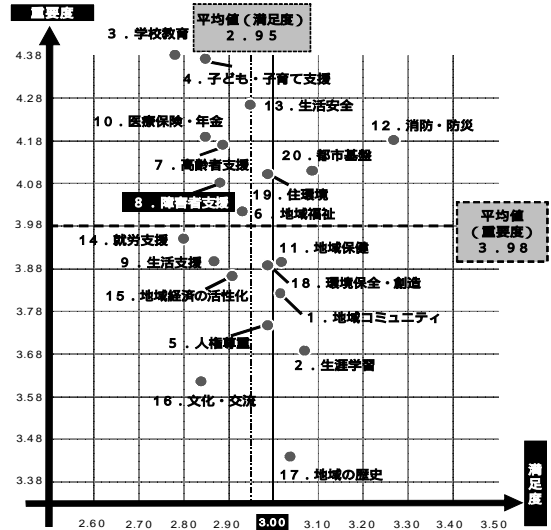 重要度
平均値（満足度）
２．９５
３．学校教育
4.38
４．子ども・子育て支援
4.28
１３．生活安全
１０．医療保険・年金
１２．消防・防災
4.18
２０．都市基盤
７．高齢者支援
4.08
１９．住環境
８．障害者支援
６．地域福祉
平均値
（重要度）
３．９８
3.98
１４．就労支援
１１．地域保健
９．生活支援
3.88
１８．環境保全・創造
１５．地域経済の活性化
3.78
１．地域コミュニティ
５．人権尊重
3.68
２．生涯学習
3.58
１６．文化・交流
3.48
１７．地域の歴史
3.38
満足度
2.60 2.70 2.80 2.90 3.00 3.10 3.20 3.30 3.40 3.50